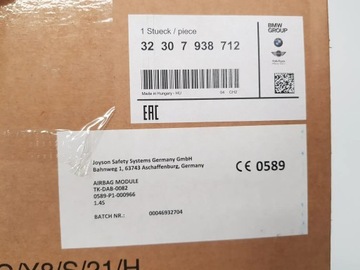 1 Stueck / piece
32 30 7 938 712
BMW
GROUP
Made in Hungary - HU
EAC
Joyson Safety Systems Germany GmbH
Bahnweg 1, 63743 Aschaffenburg, Germany
CE 0589
AIRBAG MODULE
TK-DAB-0082
0589-P1-000966
1.45
BATCH NR.: 00046932704
/Y8/S/21/H